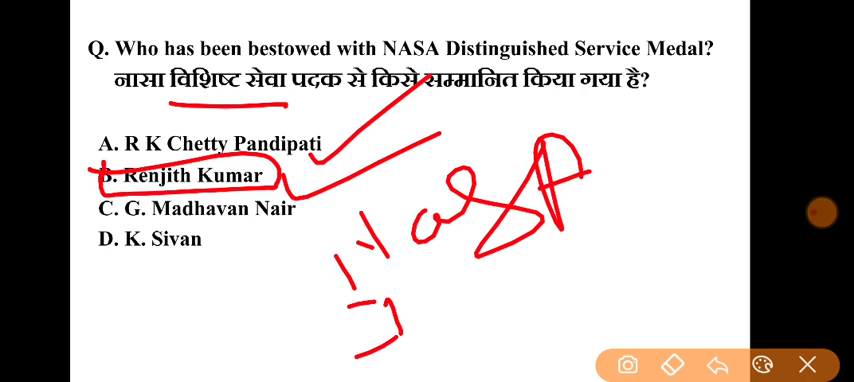 Q. Who has been bestowed with NASA Distinguished Service Medal?
नासा विशिष्ट सेवा पदक से किसे सम्मानित किया गया है?
A. R K Chetty Pandipati
B. Renjith Kumar
C. G. Madhavan Nair
D. K. Sivan
NaSA